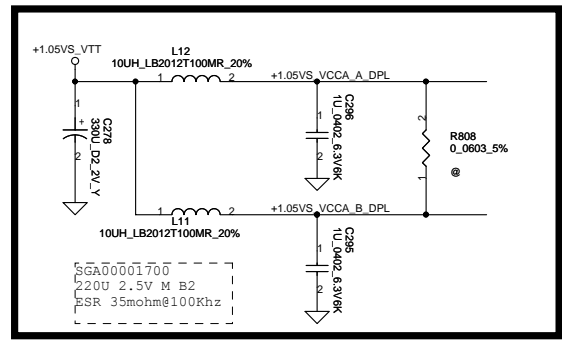 L12
+1.05VS_VTT
10UH_LB2012T100MR_20%
1
2
+1.05VS_VCCA_A_DPL
1
+
2
C278
330U_D2_2V_Y
1
2
C296
1U_0402_6.3V6K
2
1
R808
0_0603_5%
@
1
2
+1.05VS_VCCA_B_DPL
L11
10UH_LB2012T100MR_20%
1
2
C295
1U_0402_6.3V6K
SGA00001700
220U 2.5V M B2
ESR 35mohm@100Khz